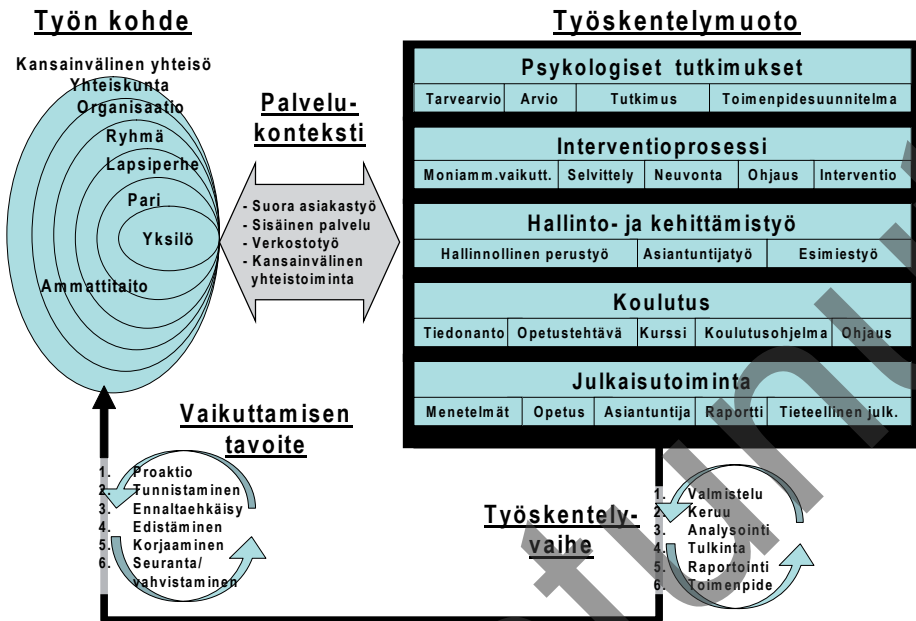 Työn kohde
Kansainvälinen yhteisö
Yhteiskunta
Organisaatio
Ryhmä
Lapsiperhe
Pari
Yksilö
Ammattitaito
Palvelu-
konteksti
- Suora asiakastyö
- Sisäinen palvelu
- Verkostotyö
- Kansainvälinen
yhteistoiminta
Työskentelymuoto
Psykologiset tutkimukset
Tarvearvio Arvio Tutkimus Toimenpidesuunnitelma
Interventioprosessi
Moniamm.vaikutt. Selvittely Neuvonta Ohjaus Interventio
Hallinto- ja kehittämistyö
Hallinnollinen perustyö Asiantuntijatyö Esimiestyö
Koulutus
Tiedonanto Opetustehtävä Kurssi Koulutusohjelma Ohjaus
Julkaisutoiminta
Menetelmät Opetus Asiantuntija Raportti Tieteellinen julk.
Vaikuttamisen
tavoite
1. Proaktio
2. Tunnistaminen
3. Ennaltaehkäisy
4. Edistäminen
5. Korjaaminen
6. Seuranta/
vahvistaminen
Työskentely-
vaihe
1. Valmistelu
2. Keruu
3. Analysointi
4. Tulkinta
5. Raportointi
6. Toimenpide